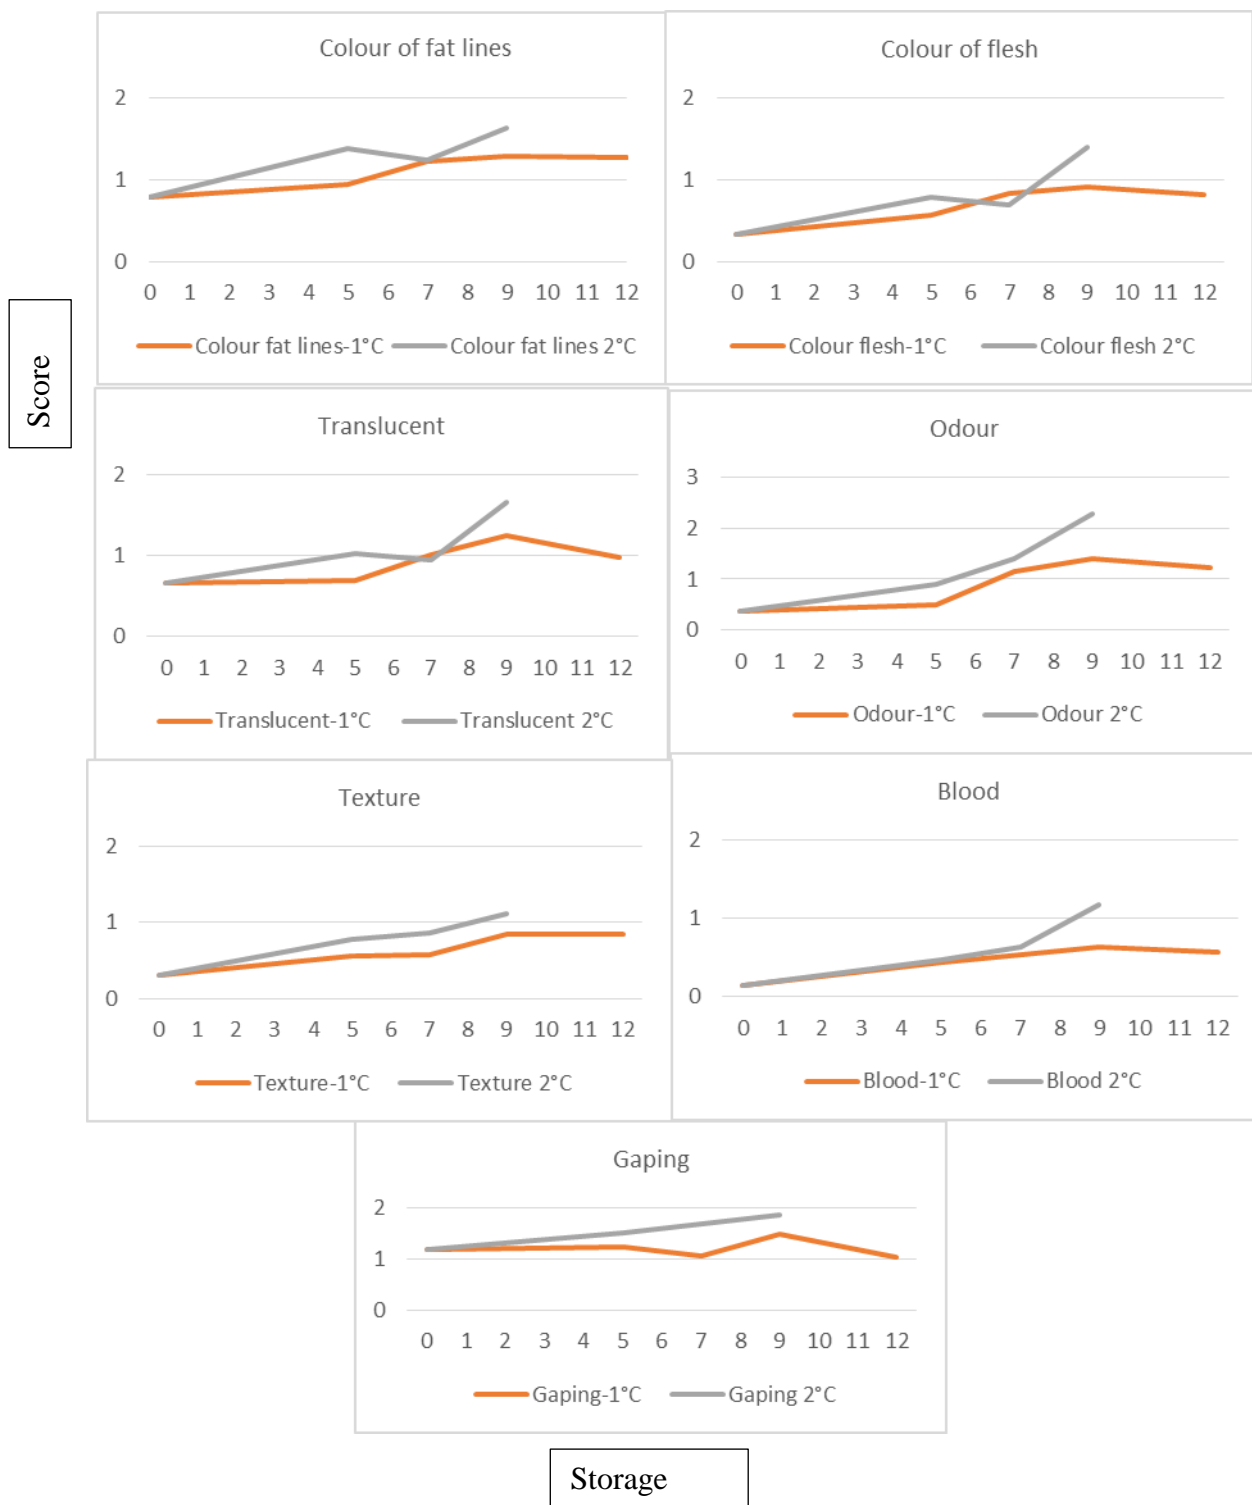 Score
Colour of fat lines
2
1
0
0 1 2 3 4 5 6 7 8 9 10 11 12
Colour fat lines-1°C Colour fat lines 2°C
Colour of flesh
2
1
0
0 1 2 3 4 5 6 7 8 9 10 11 12
Colour flesh-1°C Colour flesh 2°C
Translucent
2
1
0
0 1 2 3 4 5 6 7 8 9 10 11 12
Translucent-1°C Translucent 2°C
Odour
3
2
1
0
0 1 2 3 4 5 6 7 8 9 10 11 12
Odour-1°C Odour 2°C
Texture
2
1
0
0 1 2 3 4 5 6 7 8 9 10 11 12
Texture-1°C Texture 2°C
Blood
2
1
0
0 1 2 3 4 5 6 7 8 9 10 11 12
Blood-1°C Blood 2°C
Gaping
2
1
0
0 1 2 3 4 5 6 7 8 9 10 11 12
Gaping-1°C Gaping 2°C
Storage